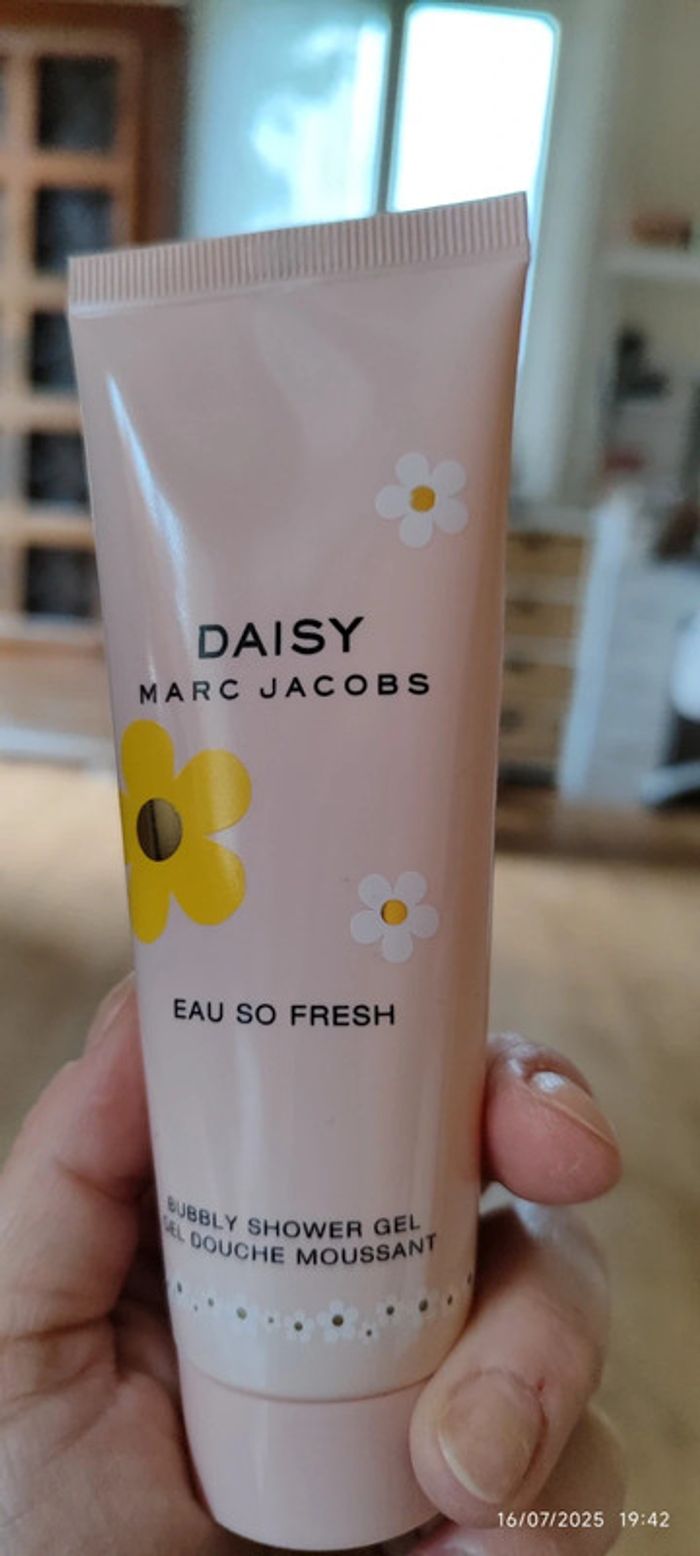 DAISY
MARC JACOBS
EAU SO FRESH
BUBBLY SHOWER GEL
GEL DOUCHE MOUSSANT
16/07/2025 19:42